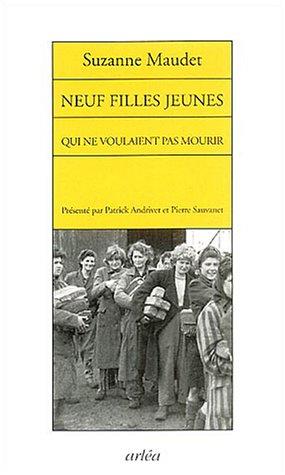 Suzanne Maudet
NEUF FILLES JEUNES
QUI NE VOULAIENT PAS MOURIR
Présenté par Patrick Andrivet et Pierre Sauvanet
arléa